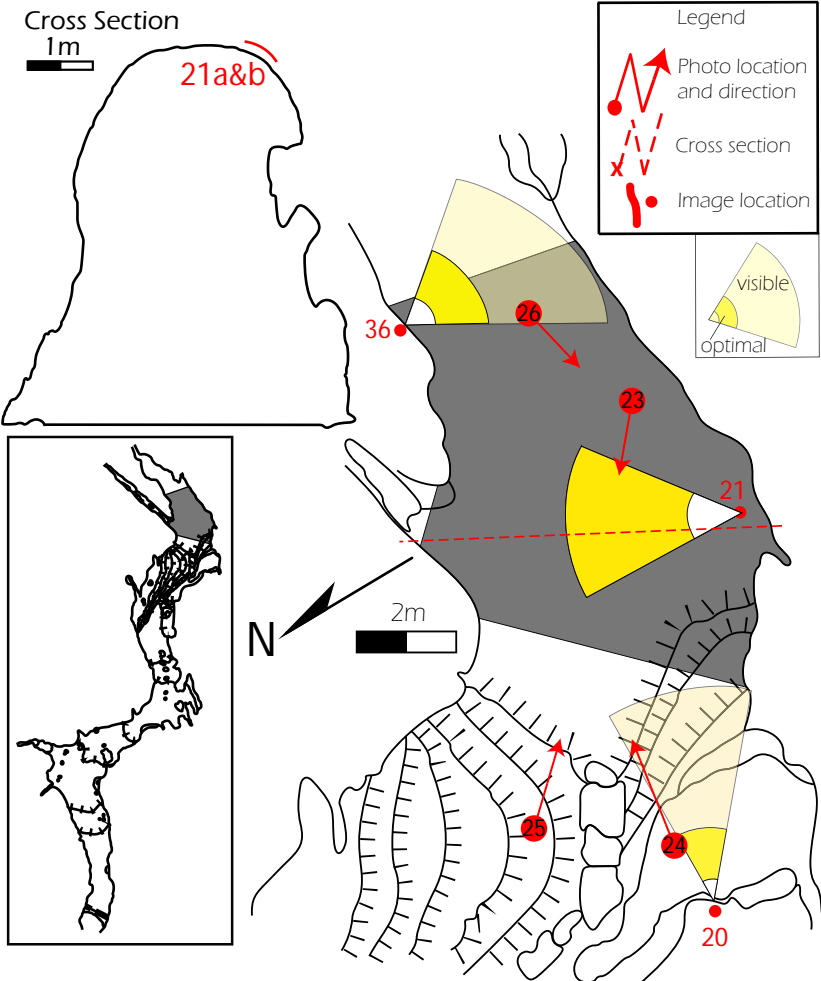 Cross Section
1m
21a&b
Legend
Photo location
and direction
Cross section
x
Image location
visible
optimal
36
26
23
21
N
2m
25
24
20